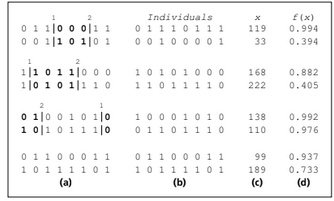 1 2 Individuals x f(x)
0 1 1|0 0 0|1 1 0 1 1 1 0 1 1 1 119 0.994
0 0 1|1 0 1|0 1 0 0 1 0 0 0 0 1 33 0.394
1 2
1|1 0 1 1|0 0 0 1 0 1 0 1 0 0 0 168 0.882
1|0 1 0 1|1 1 0 1 1 0 1 1 1 1 0 222 0.405
2 1
0 1|0 0 1 0 1|0 1 0 0 0 1 0 1 0 138 0.992
1 0|1 0 1 1 1|0 0 1 1 0 1 1 1 0 110 0.976
0 1 1 0 0 0 1 1 0 1 1 0 0 0 1 1 99 0.937
1 0 1 1 1 1 0 1 1 0 1 1 1 1 0 1 189 0.733
(a) (b) (c) (d)